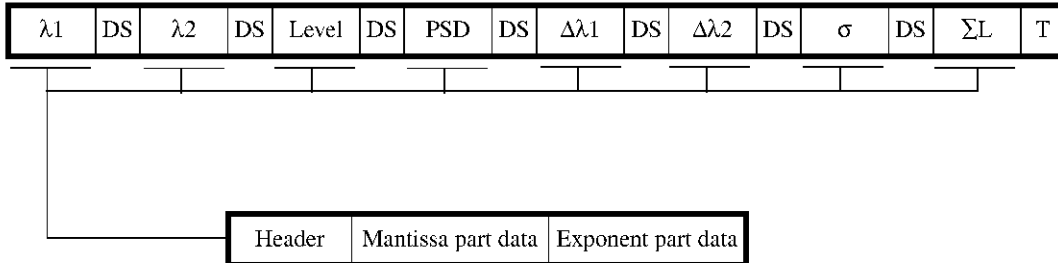 λ1 DS λ2 DS Level DS PSD DS Δλ1 DS Δλ2 DS σ DS ΣL T
Header Mantissa part data Exponent part data